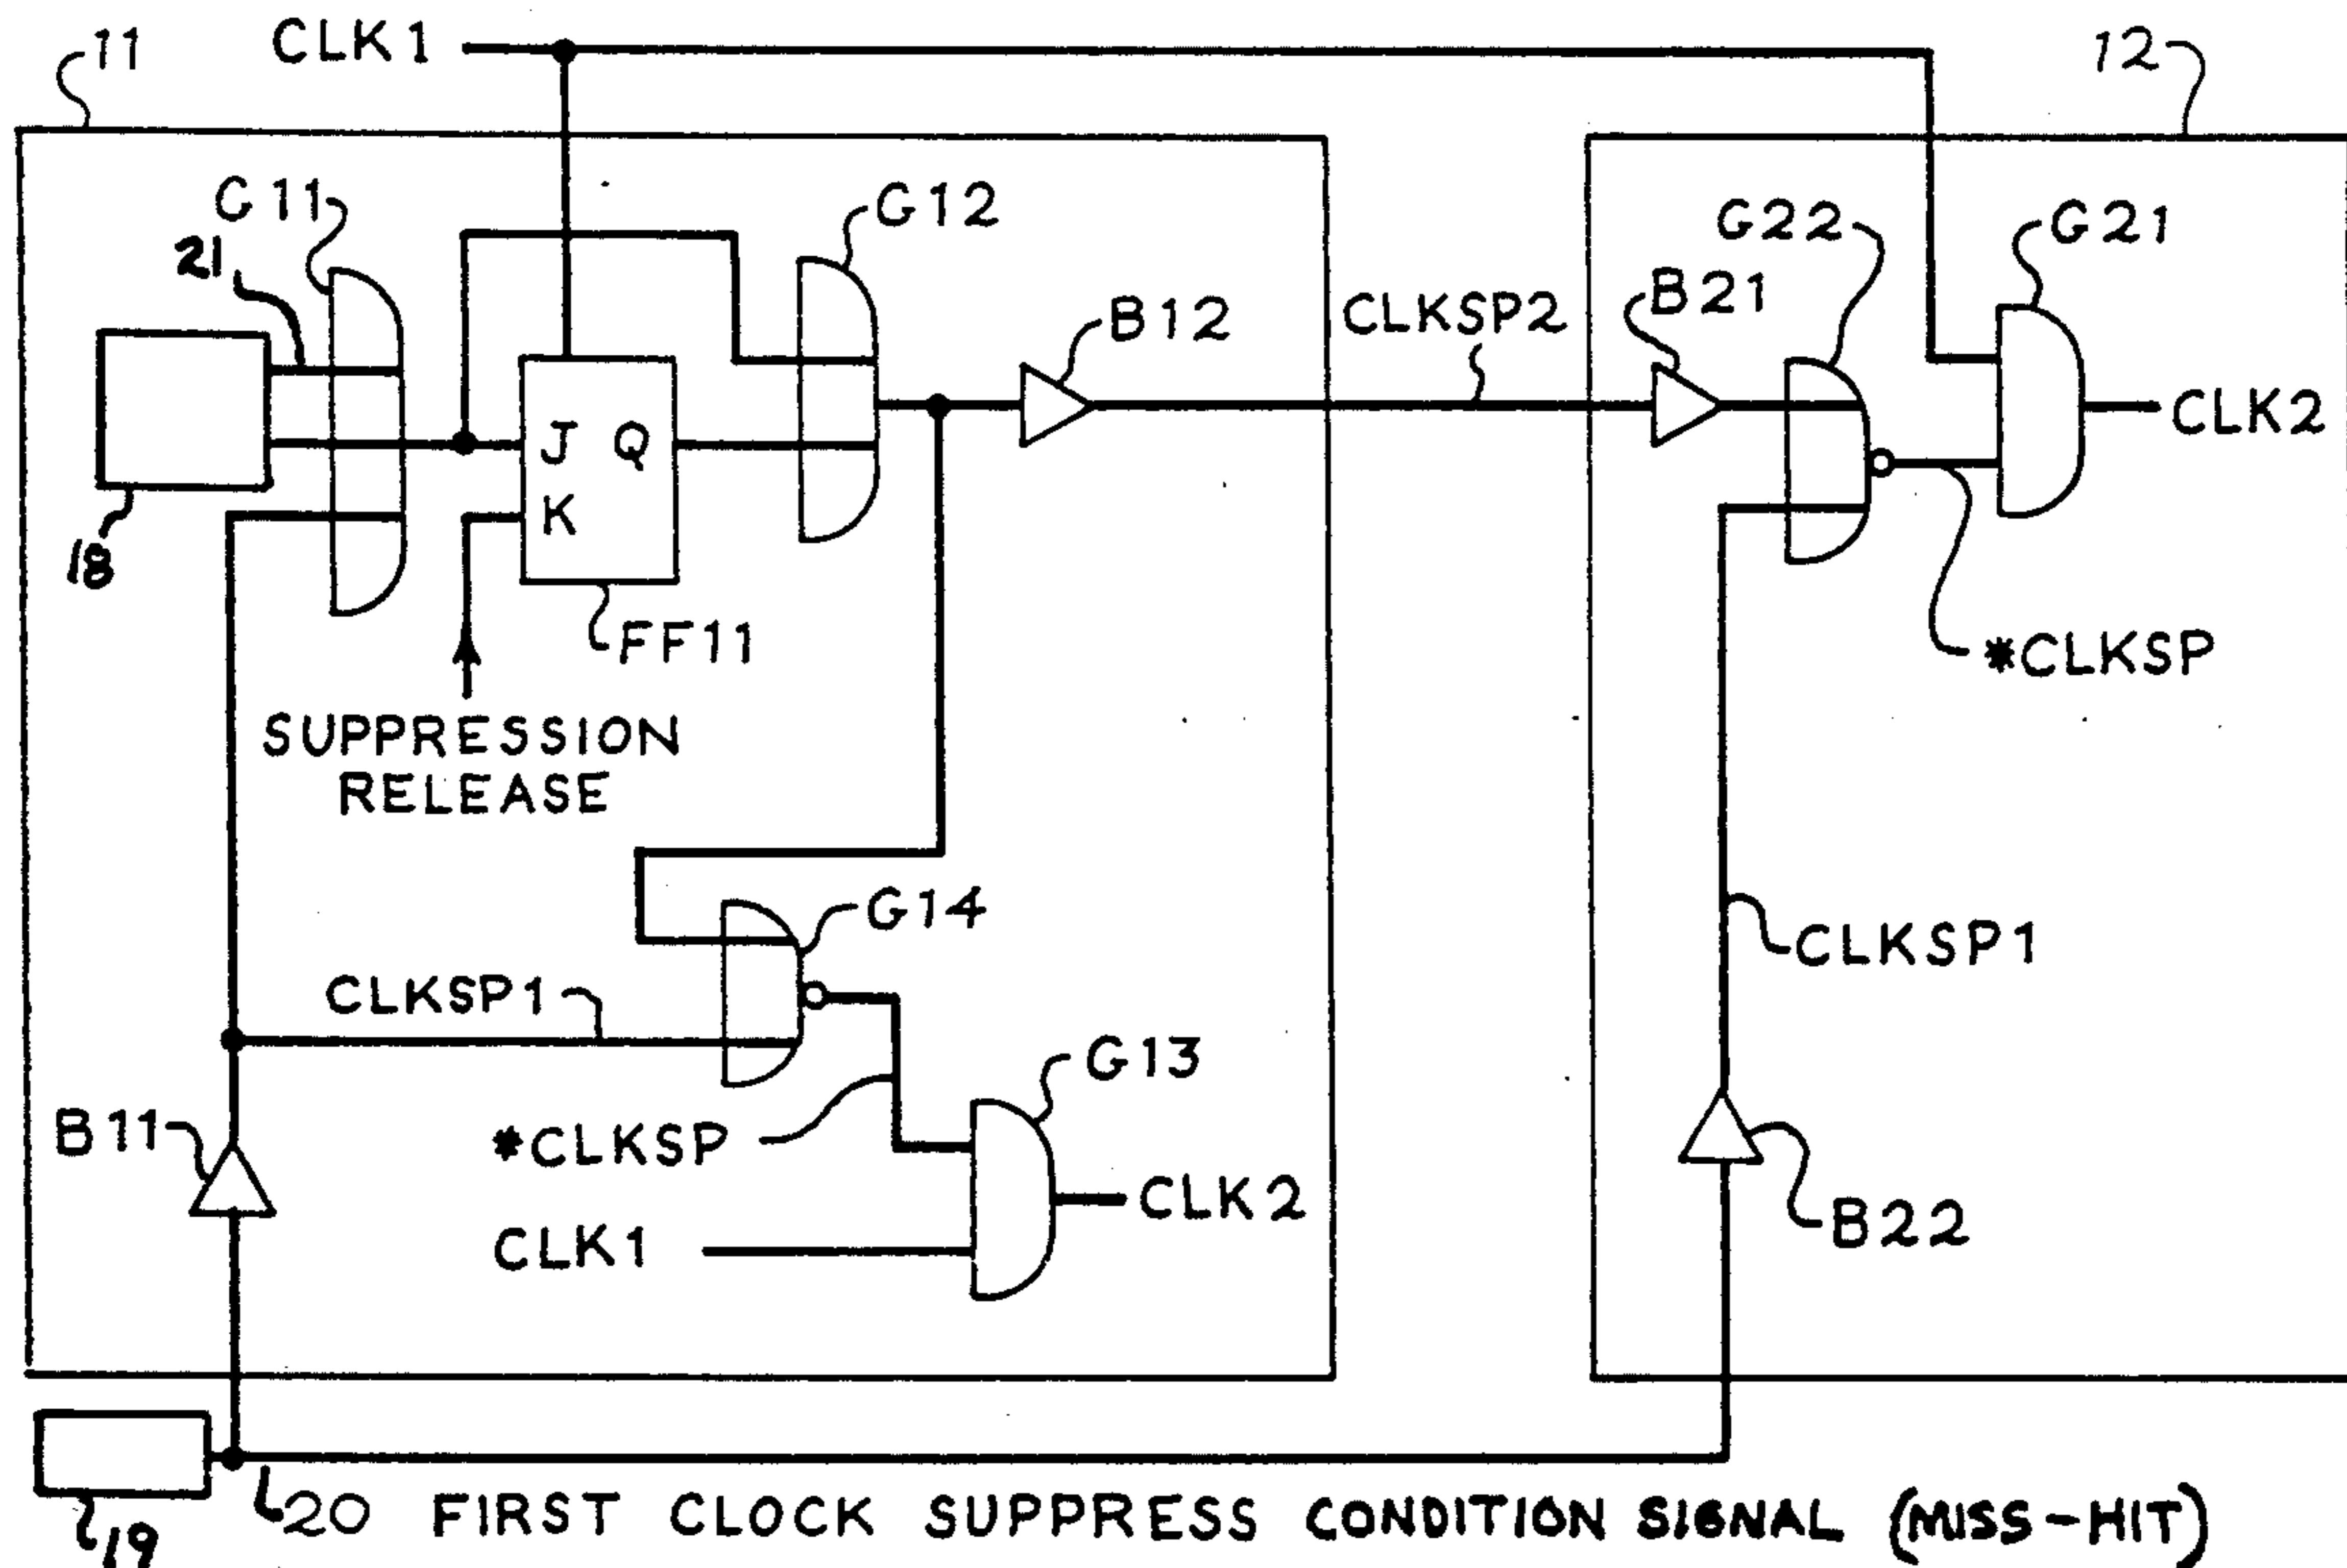 11
CLK1
12
G11
21
G12
G22
G21
B12
CLKSP2
B21
J Q
K
CLK2
18
FF11
*CLKSP
SUPPRESSION
RELEASE
G14
CLKSP1
CLKSP1
G13
B11
*CLKSP
CLK2
B22
CLK1
19
20 FIRST CLOCK SUPPRESS CONDITION SIGNAL (MISS-HIT)